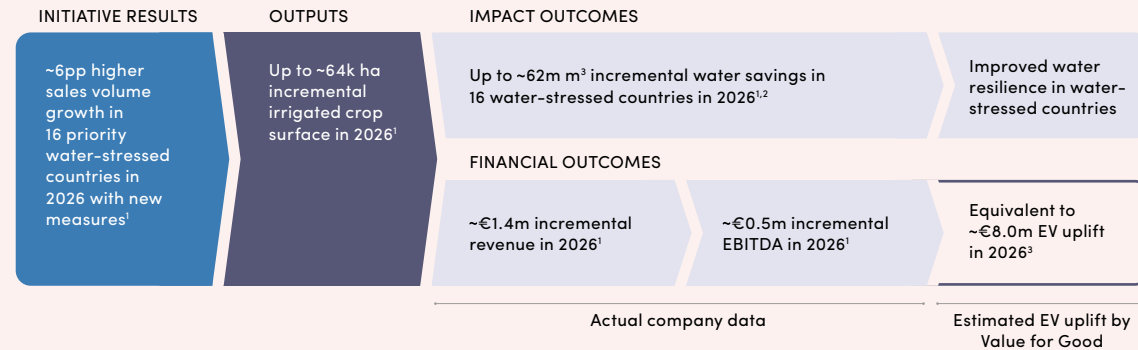 INITIATIVE RESULTS
~6pp higher
sales volume
growth in
16 priority
water-stressed
countries in
2026 with new
measures¹
OUTPUTS
Up to ~64k ha
incremental
irrigated crop
surface in 2026¹
IMPACT OUTCOMES
Up to ~62m m³ incremental water savings in
16 water-stressed countries in 2026¹,²
Improved water
resilience in water-
stressed countries
FINANCIAL OUTCOMES
~€1.4m incremental
revenue in 2026¹
~€0.5m incremental
EBITDA in 2026¹
Equivalent to
~€8.0m EV uplift
in 2026³
Actual company data
Estimated EV uplift by
Value for Good